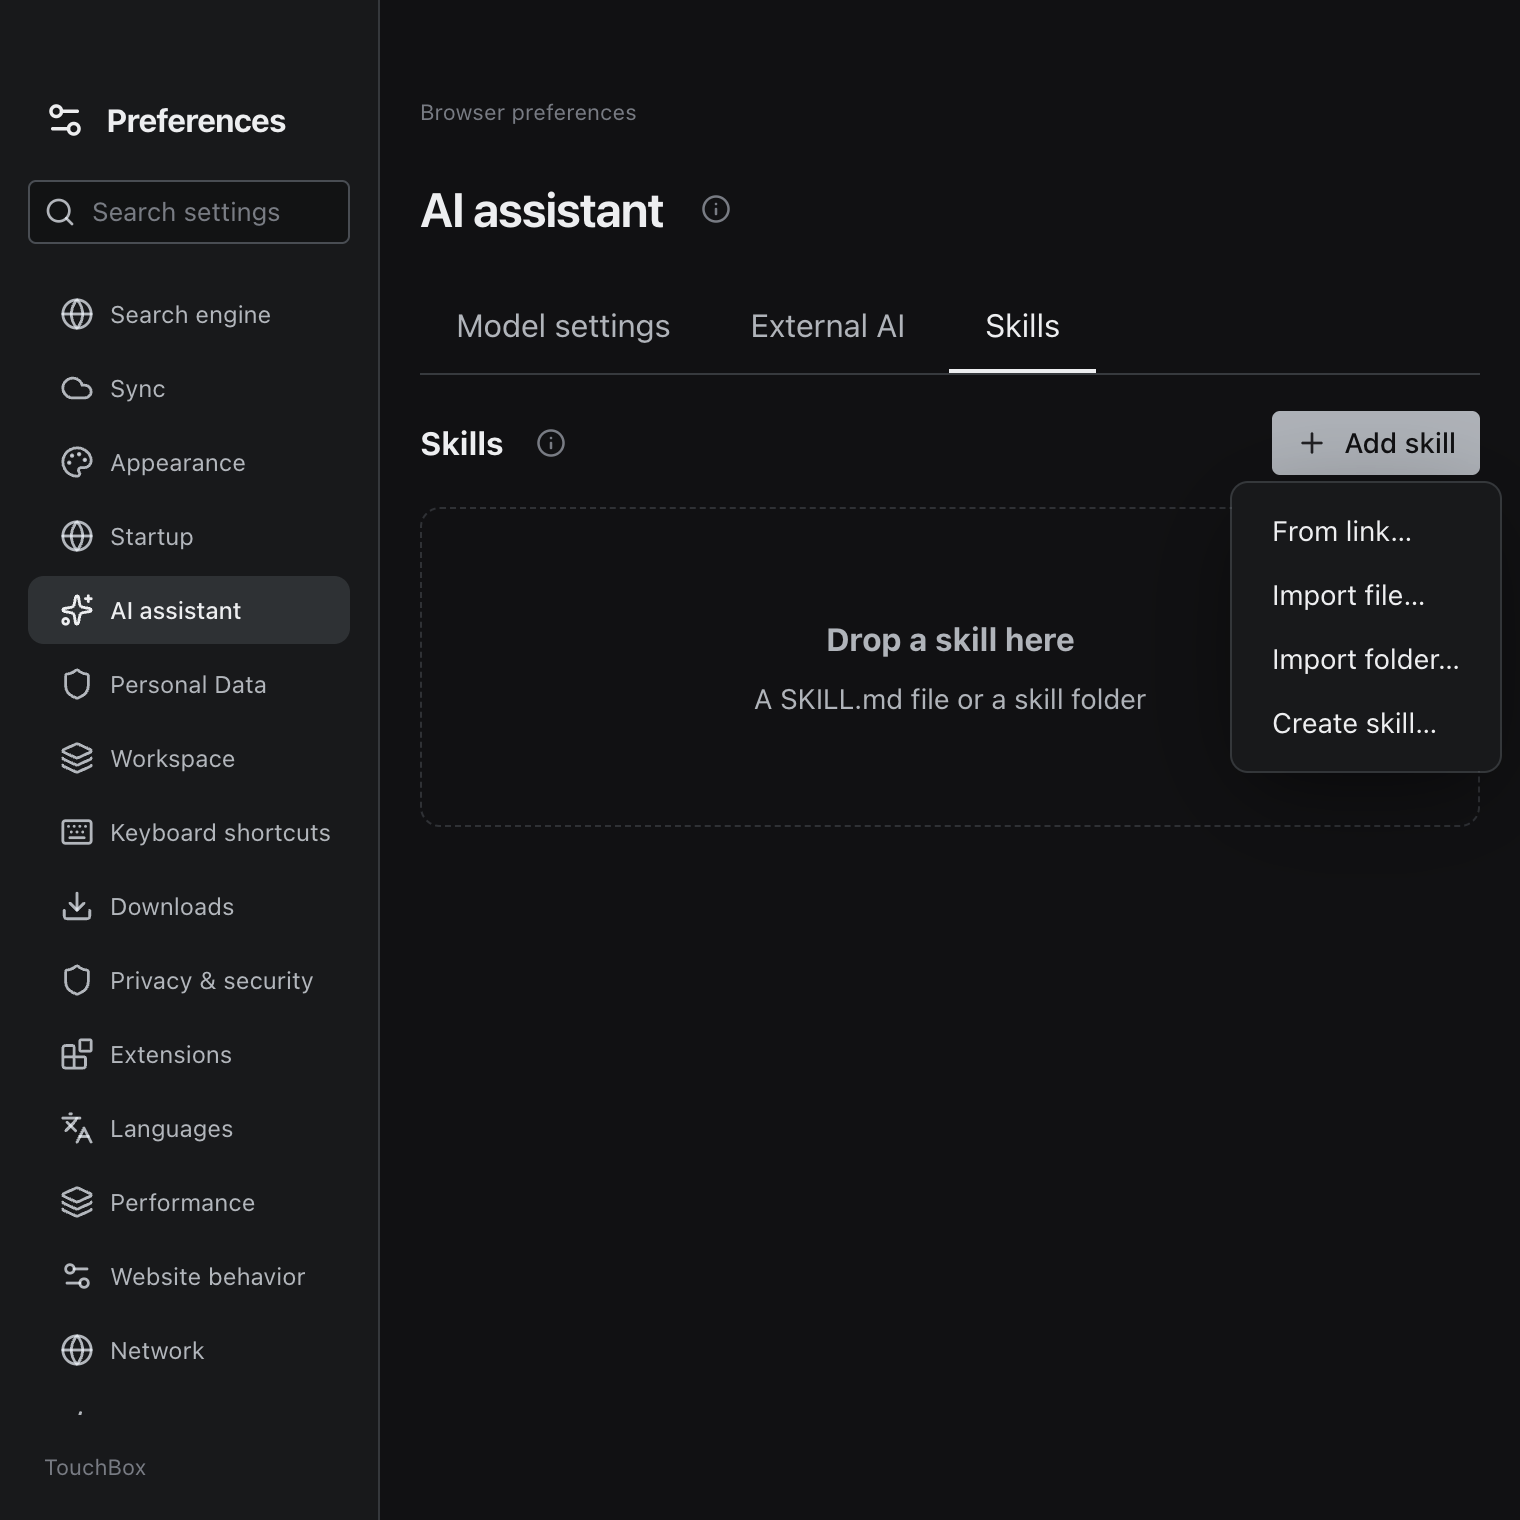 Preferences
Search settings
Search engine
Sync
Appearance
Startup
AI assistant
Personal Data
Workspace
Keyboard shortcuts
Downloads
Privacy & security
Extensions
Languages
Performance
Website behavior
Network
TouchBox
Browser preferences
AI assistant
Model settings External AI Skills
Skills
Add skill
From link...
Import file...
Import folder...
Create skill...
Drop a skill here
A SKILL.md file or a skill folder